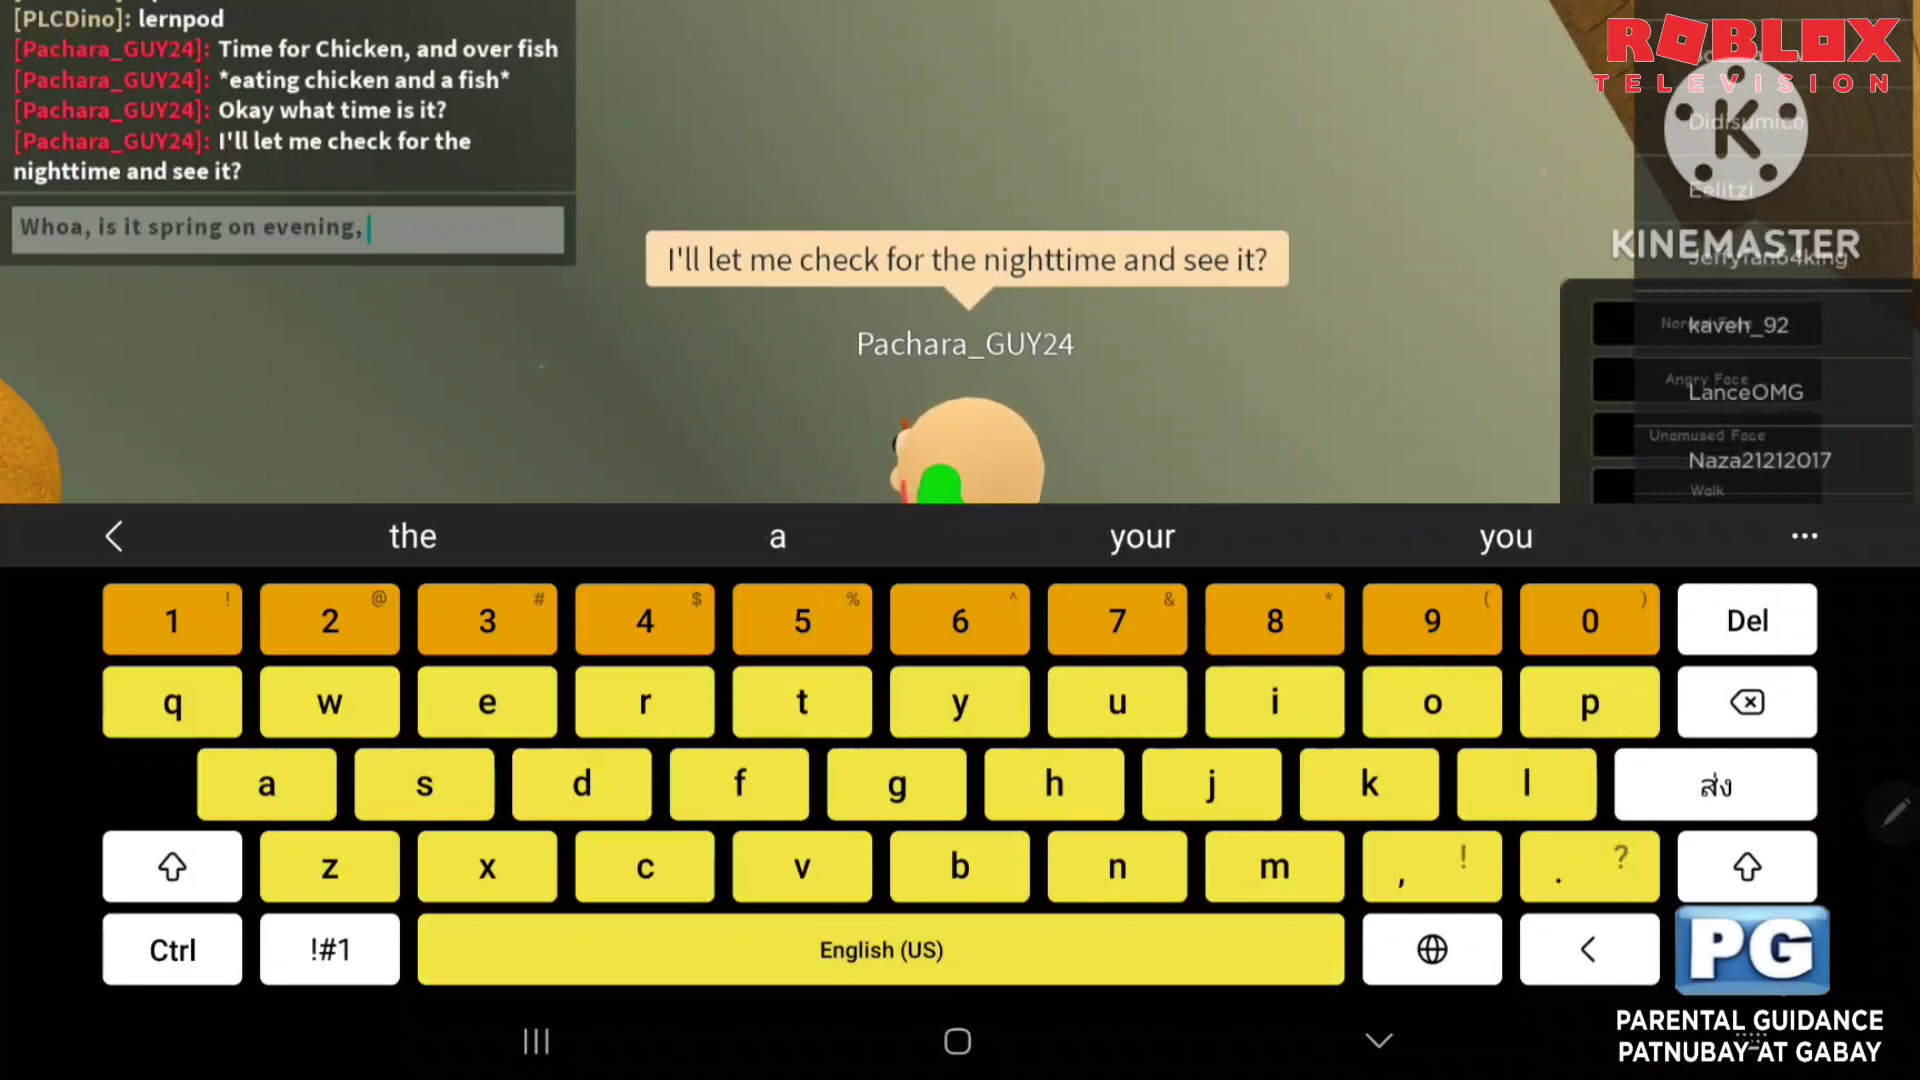 [PLCDino]: lernpod
[Pachara_GUY24]: Time for Chicken, and over fish
[Pachara_GUY24]: *eating chicken and a fish*
[Pachara_GUY24]: Okay what time is it?
[Pachara_GUY24]: I'll let me check for the
nighttime and see it?
Whoa, is it spring on evening,
ROBLOX
TELEVISION
Didisumice
K
Eelitzi
KINEMASTER
I'll let me check for the nighttime and see it?
Pachara_GUY24
kaveh_92
Angry Face
LanceOMG
Unamused Face
Naza21212017
Walk
the a your you ...
1 ! 2 @ 3 # 4 $ 5 % 6 ^ 7 & 8 * 9 ( 0 ) Del
q w e r t y u i o p
a s d f g h j k l ส่ง
z x c v b n m , ! . ?
Ctrl !#1 English (US)
PG
PARENTAL GUIDANCE
PATNUBAY AT GABAY